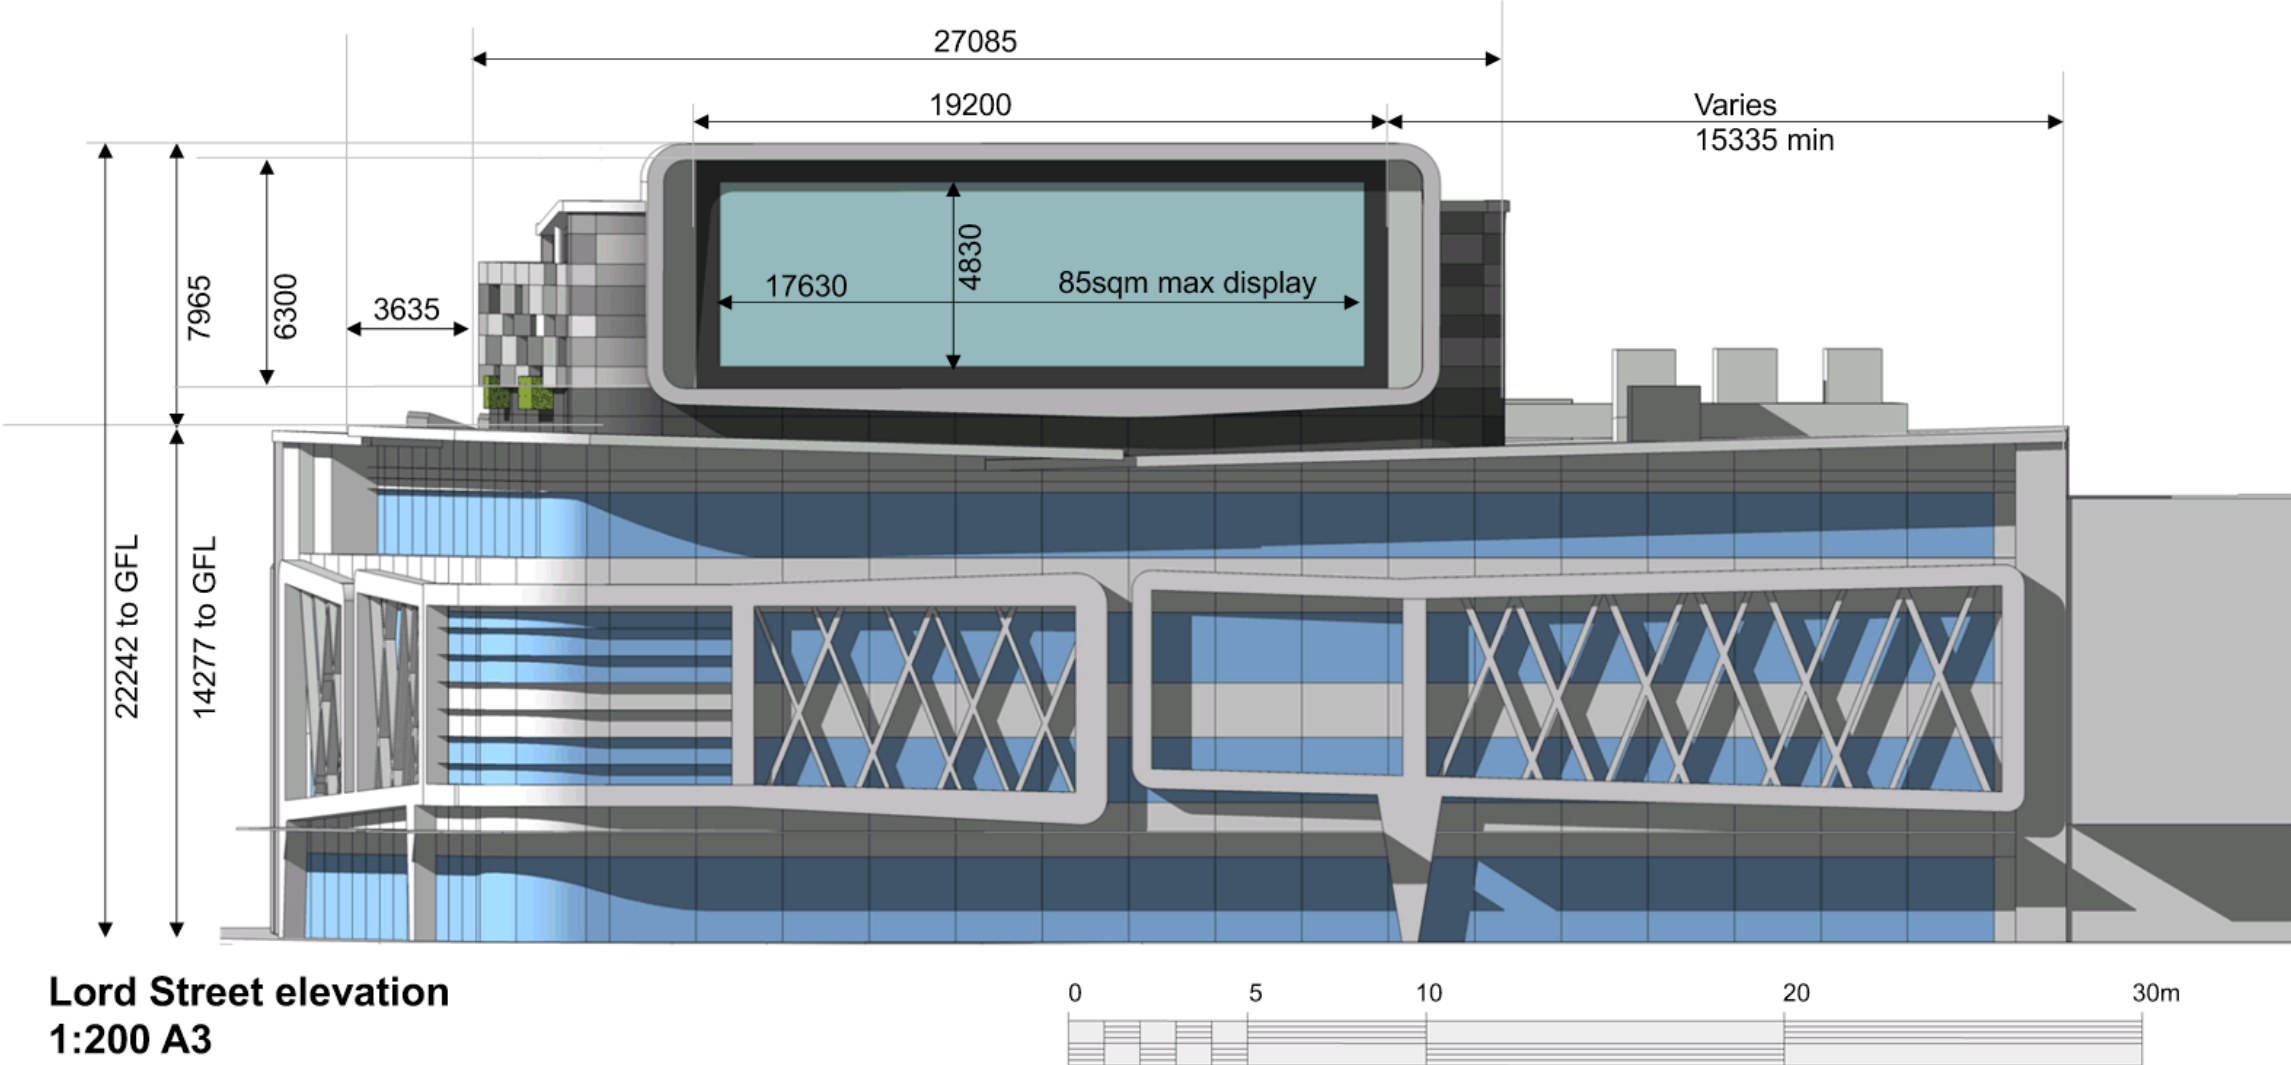 27085
19200
Varies
15335 min
7965
6300
3635
17630
4830
85sqm max display
22242 to GFL
14277 to GFL
Lord Street elevation
1:200 A3
0 5 10 20 30m